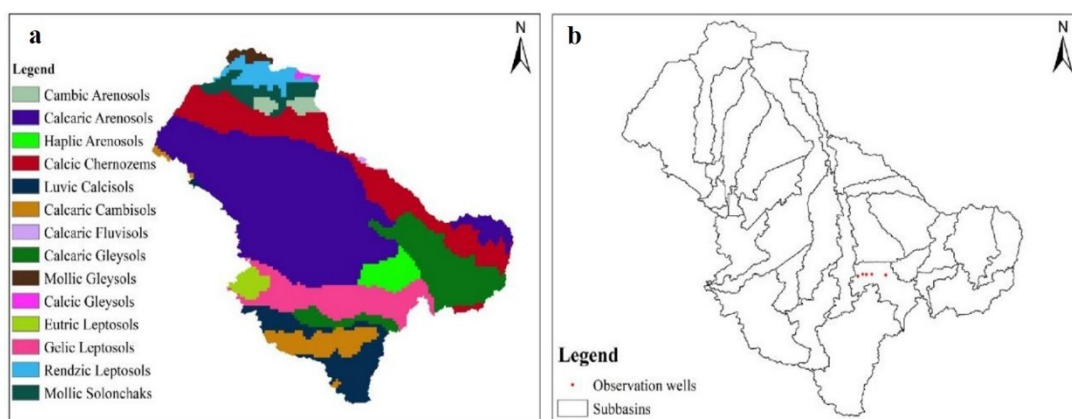 a
N
Legend
Cambic Arenosols
Calcaric Arenosols
Haplic Arenosols
Calcic Chernozems
Luvic Calcisols
Calcaric Cambisols
Calcaric Fluvisols
Calcaric Gleysols
Mollic Gleysols
Calcic Gleysols
Eutric Leptosols
Gelic Leptosols
Rendzic Leptosols
Mollic Solonchaks
b
N
Legend
Observation wells
Subbasins